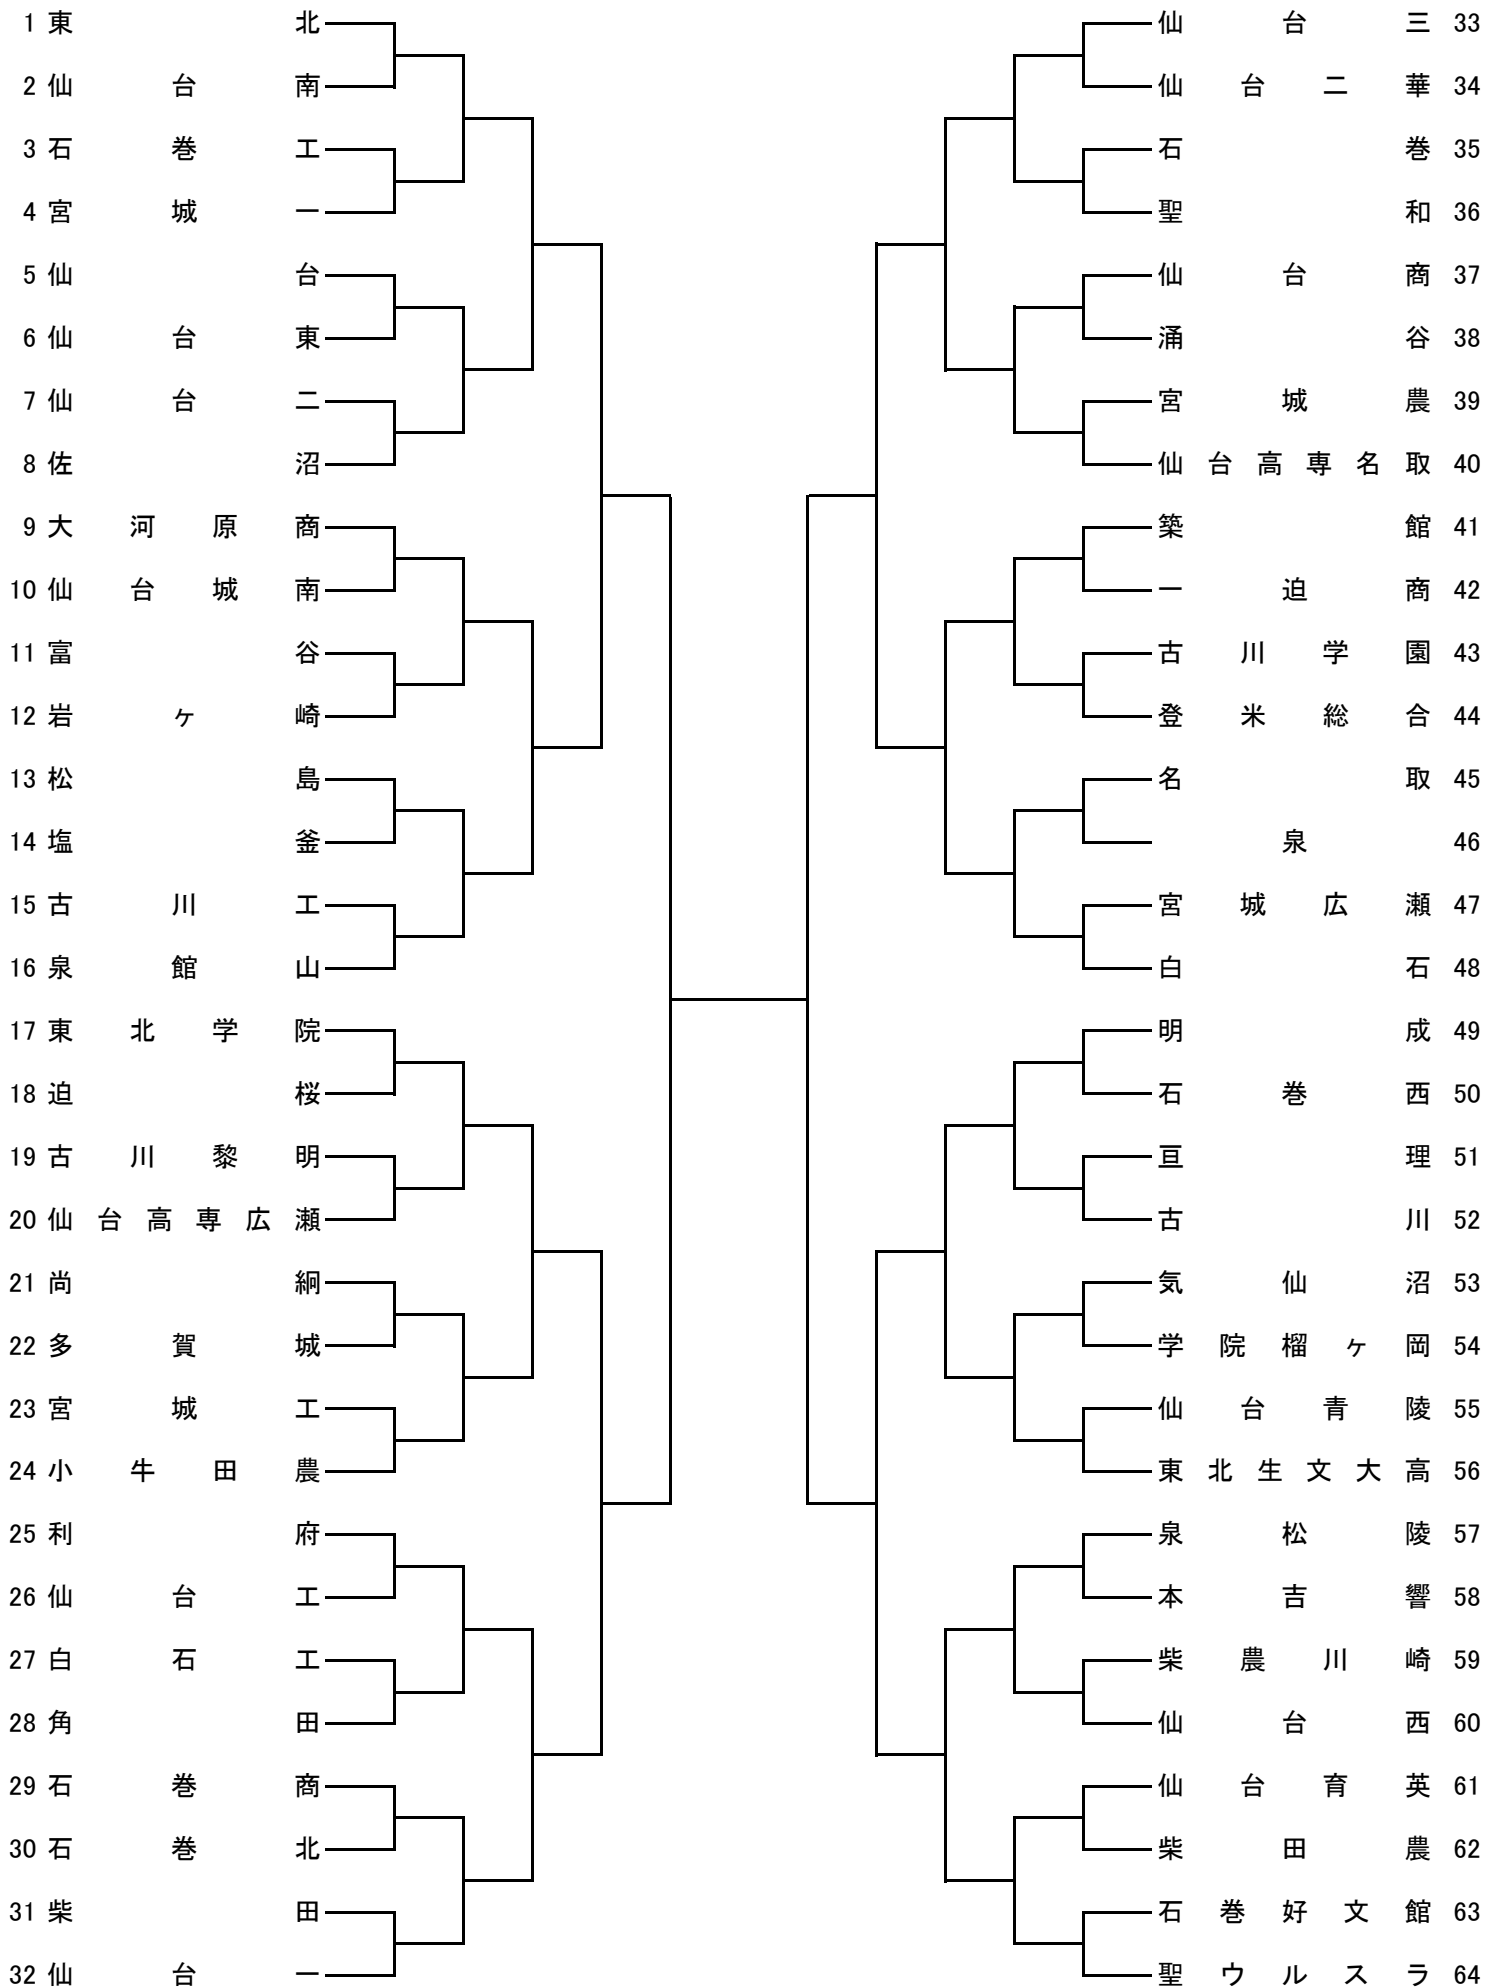 1 東北
2 仙台南
3 石巻工
4 宮城一
5 仙台
6 仙台東
7 仙台二
8 佐沼
9 大河原商
10 仙台城南
11 富谷
12 岩ヶ崎
13 松島
14 塩釜
15 古川工
16 泉館山
17 東北学院
18 迫桜
19 古川黎明
20 仙台高専広瀬
21 尚絅
22 多賀城
23 宮城工
24 小牛田農
25 利府
26 仙台工
27 白石工
28 角田
29 石巻商
30 石巻北
31 柴田
32 仙台一
仙台三 33
仙台二華 34
石巻 35
聖和 36
仙台商 37
涌谷 38
宮城農 39
仙台高専名取 40
築館 41
一迫商 42
古川学園 43
登米総合 44
名取 45
泉 46
宮城広瀬 47
白石 48
明成 49
石巻西 50
亘理 51
古川 52
気仙沼 53
学院榴ヶ岡 54
仙台青陵 55
東北生文大高 56
泉松陵 57
本吉響 58
柴農川崎 59
仙台西 60
仙台育英 61
柴田農 62
石巻好文館 63
聖ウルスラ 64